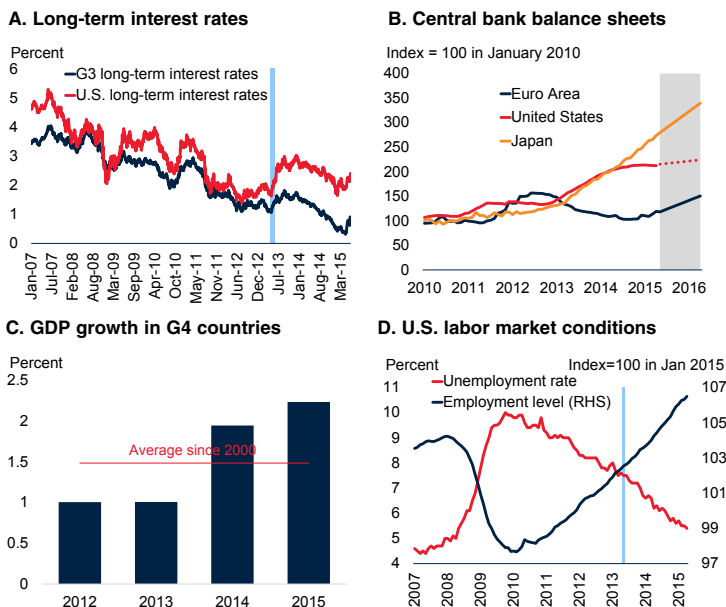 A. Long-term interest rates
Percent
6
5
4
3
2
1
0
G3 long-term interest rates
U.S. long-term interest rates
Jan-07
Jul-07
Feb-08
Aug-08
Mar-09
Sep-09
Apr-10
Oct-10
May-11
Nov-11
Jun-12
Dec-12
Jul-13
Jan-14
Aug-14
Mar-15
B. Central bank balance sheets
Index = 100 in January 2010
400
350
300
250
200
150
100
50
0
Euro Area
United States
Japan
2010 2011 2012 2013 2014 2015 2016
C. GDP growth in G4 countries
Percent
2.5
2
1.5
1
0.5
0
Average since 2000
2012 2013 2014 2015
D. U.S. labor market conditions
Percent
Index=100 in Jan 2015
11
10
9
8
7
6
5
4
Unemployment rate
Employment level (RHS)
107
105
103
101
99
97
2007
2008
2009
2010
2011
2012
2013
2014
2015